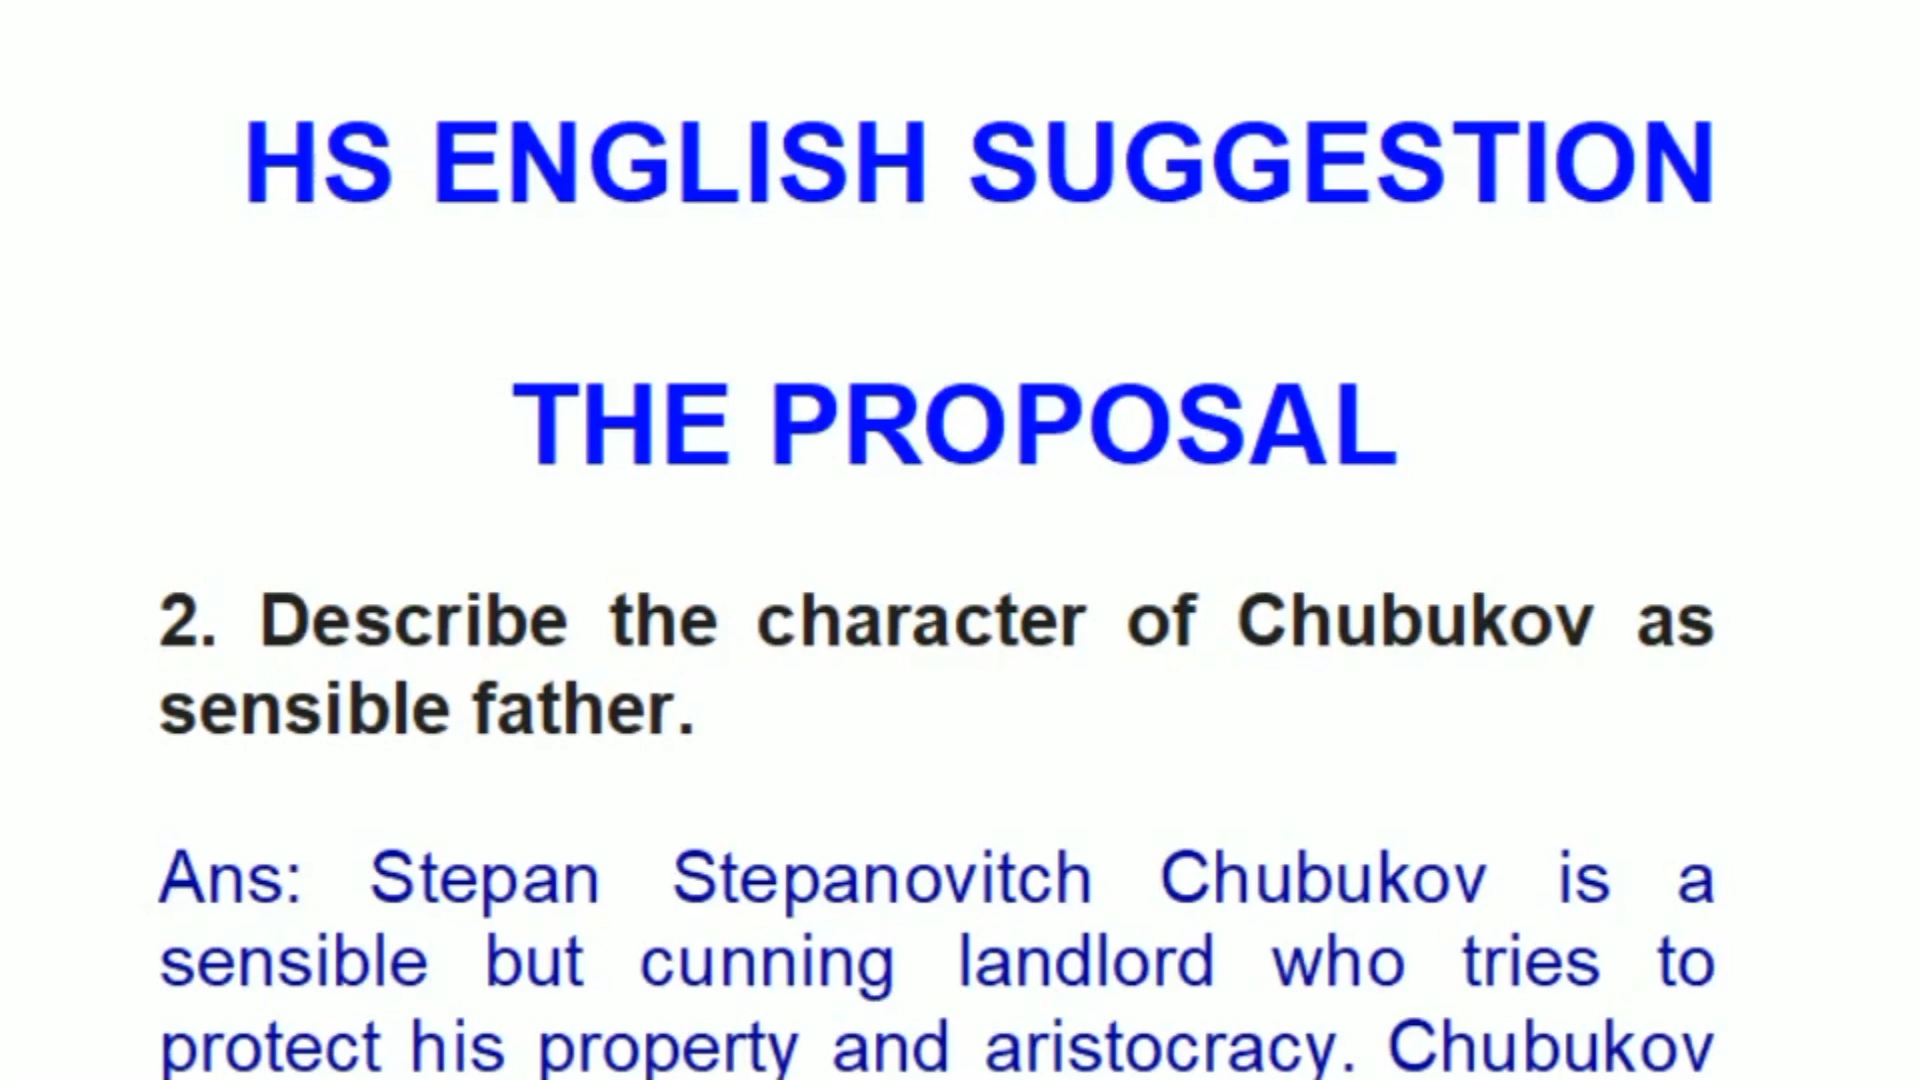 HS ENGLISH SUGGESTION
THE PROPOSAL
2. Describe the character of Chubukov as
sensible father.
Ans: Stepan Stepanovitch Chubukov is a
sensible but cunning landlord who tries to
protect his property and aristocracy. Chubukov